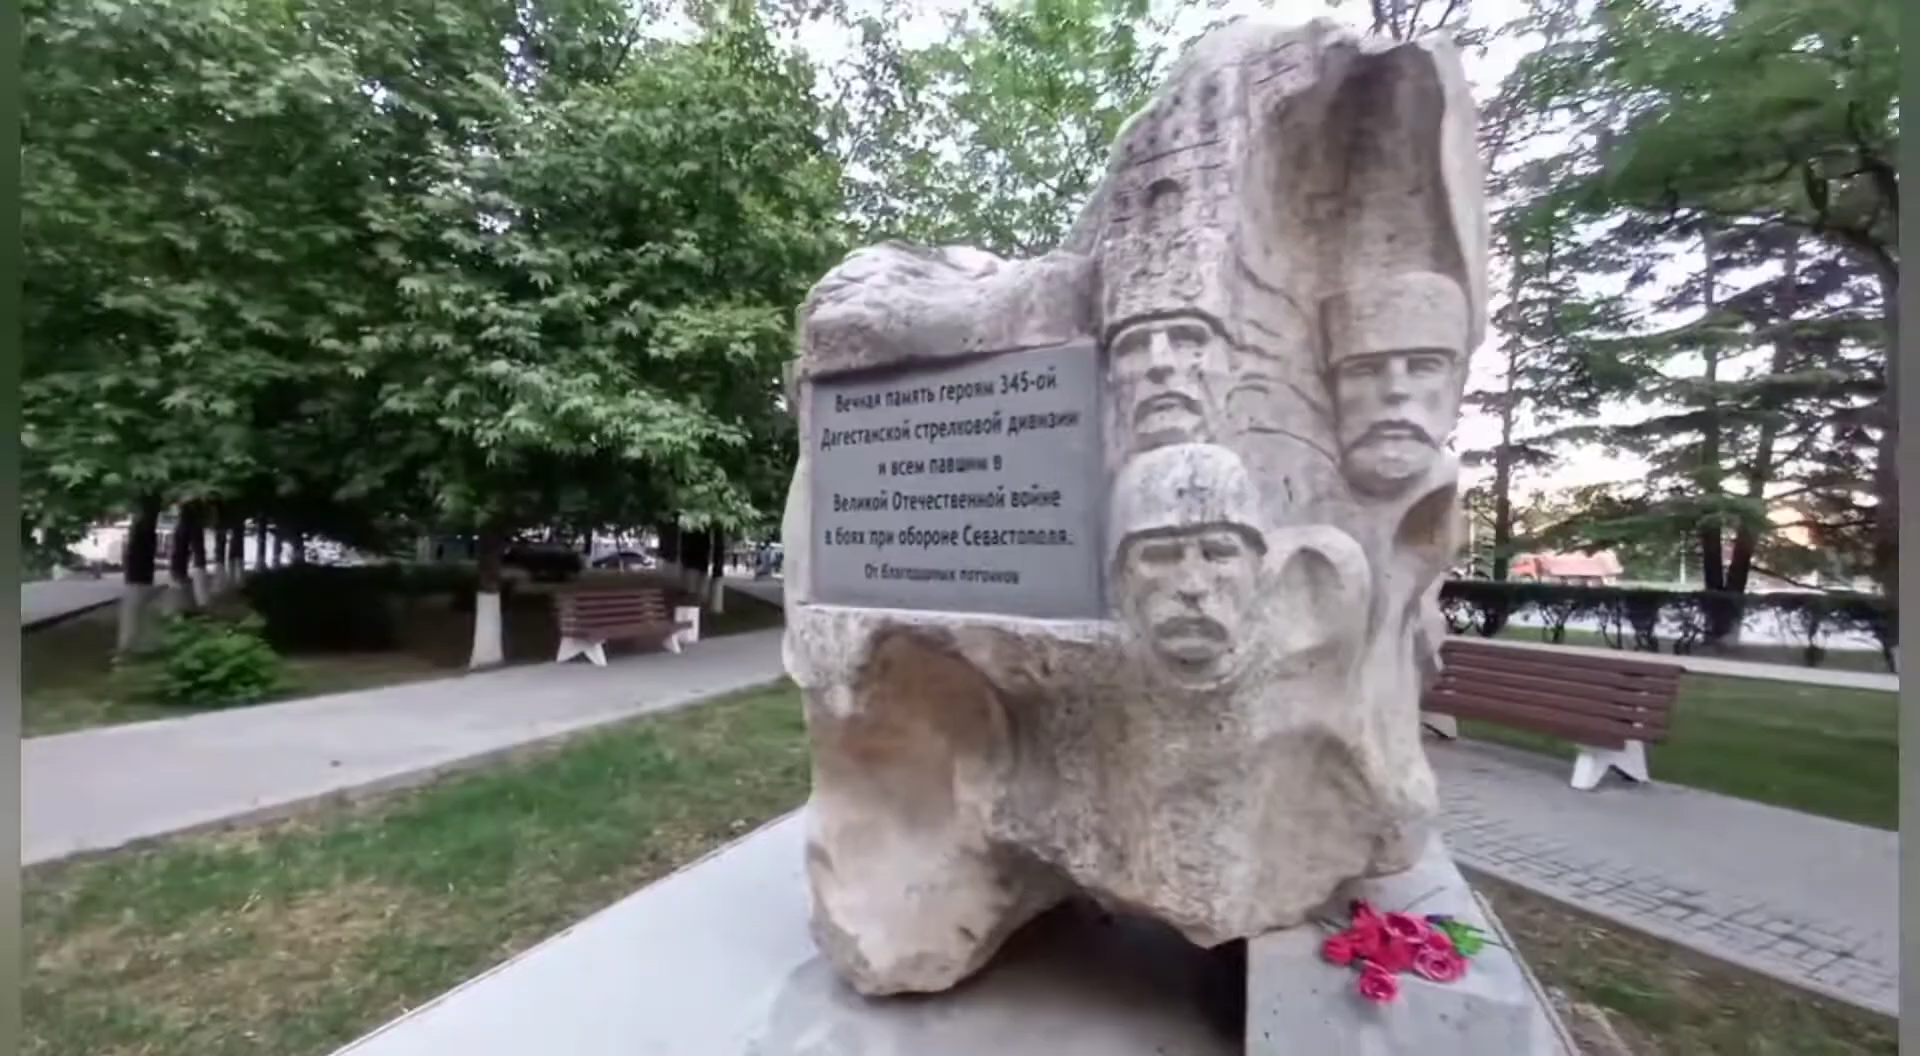 Вечная память героям 345-ой
Дагестанской стрелковой дивизии
и всем павшим в
Великой Отечественной войне
в боях при обороне Севастополя.
От благодарных потомков